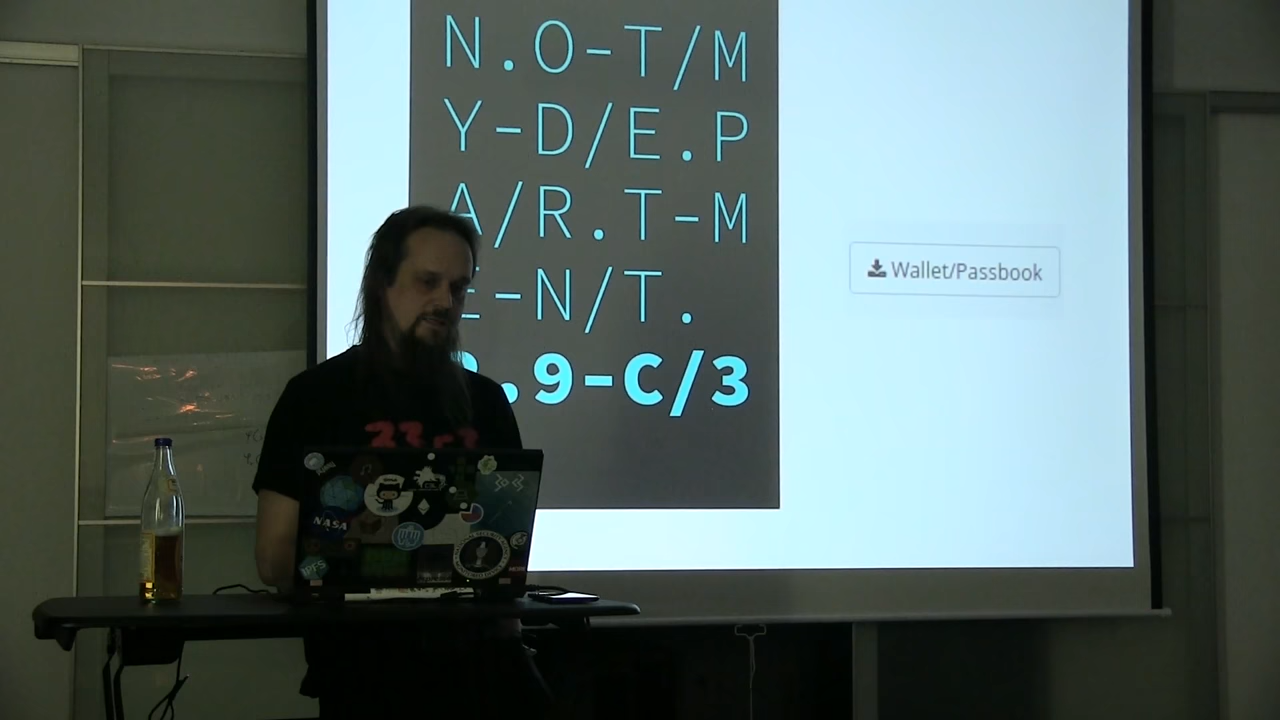 N.O-T/M
Y-D/E.P
A/R.T-M
E-N/T.
.9-C/3
Wallet/Passbook
NASA